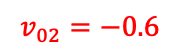 v₀₂ = −0.6